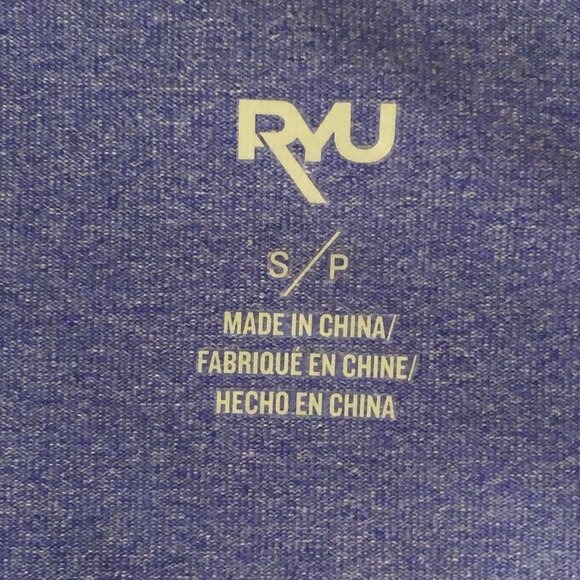 RYU
S/P
MADE IN CHINA/
FABRIQUÉ EN CHINE/
HECHO EN CHINA